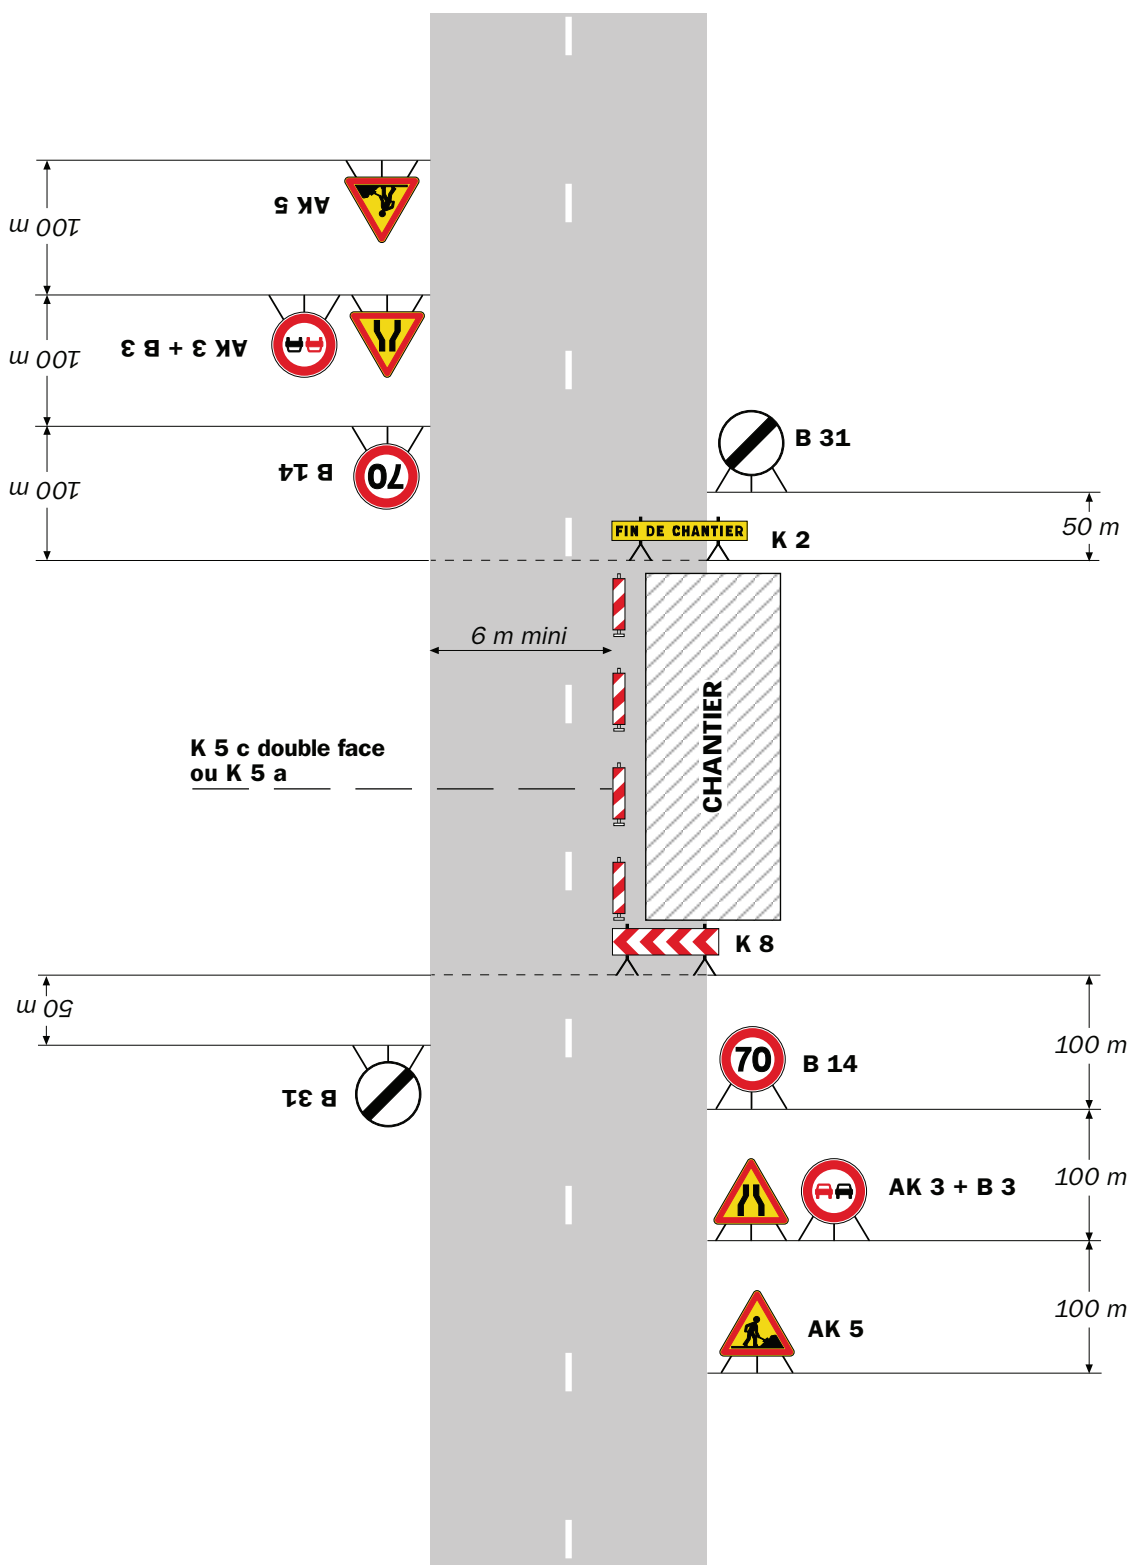 AK 5
100 m
AK 3 + B 3
100 m
B 14
70
100 m
B 31
50 m
FIN DE CHANTIER
K 2
6 m mini
CHANTIER
K 5 c double face
ou K 5 a
K 8
50 m
B 31
70
B 14
100 m
AK 3 + B 3
100 m
AK 5
100 m